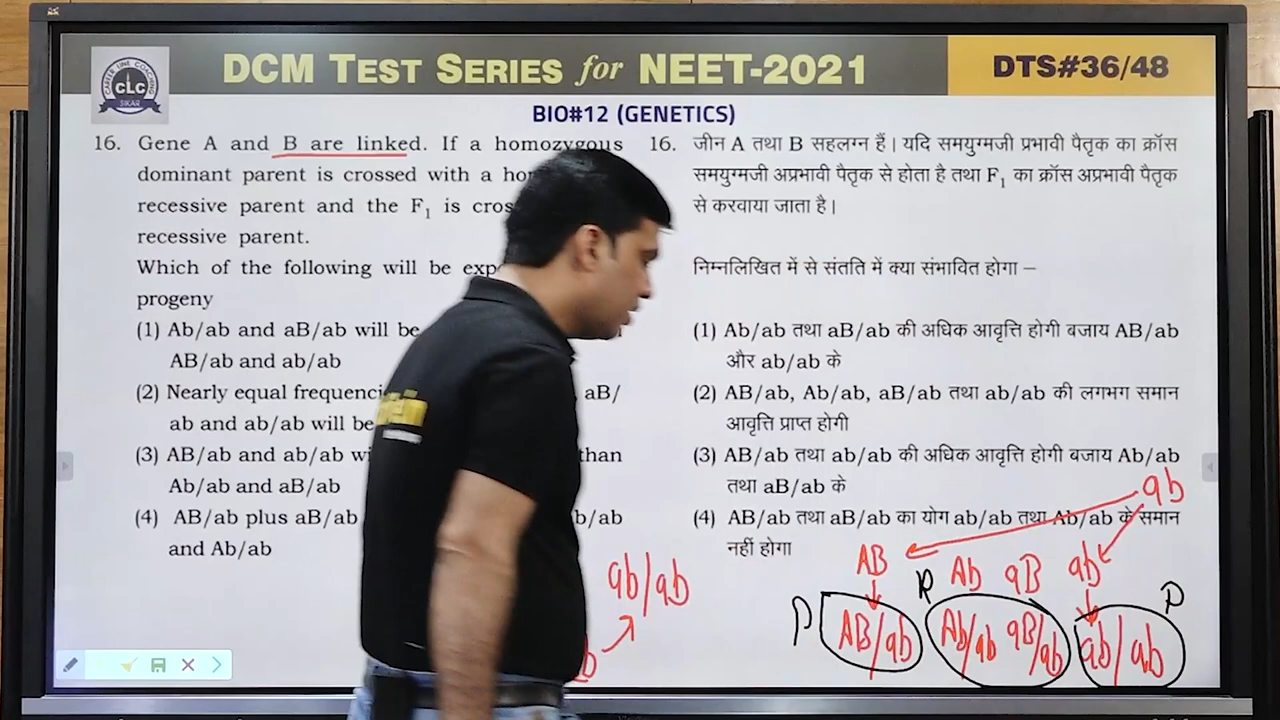 DCM TEST SERIES for NEET-2021
DTS#36/48
CAREER LINE COACHING
CLC
SIKAR
BIO#12 (GENETICS)
16. Gene A and B are linked. If a homozygous
dominant parent is crossed with a
recessive parent and the F1 is
recessive parent.
Which of the following will be
progeny
(1) Ab/ab and aB/ab will be
AB/ab and ab/ab
(2) Nearly equal aB/
ab and ab/ab will be
(3) AB/ab and ab/ab than
Ab/ab and aB/ab
(4) AB/ab plus aB/ab b/ab
and Ab/ab
16. जीन A तथा B सहलग्न हैं। यदि समयुग्मजी प्रभावी पैतृक का क्रॉस
समयुग्मजी अप्रभावी पैतृक से होता है तथा F1 का क्रॉस अप्रभावी पैतृक
से करवाया जाता है।
निम्नलिखित में से संतति में क्या संभावित होगा –
(1) Ab/ab तथा aB/ab की अधिक आवृत्ति होगी बजाय AB/ab
और ab/ab के
(2) AB/ab, Ab/ab, aB/ab तथा ab/ab की लगभग समान
आवृत्ति प्राप्त होगी
(3) AB/ab तथा ab/ab की अधिक आवृत्ति होगी बजाय Ab/ab
तथा aB/ab के
(4) AB/ab तथा aB/ab का योग ab/ab तथा Ab/ab के समान
नहीं होगा
ab
AB Ab aB ab
ab/ab
P R P
AB/ab Ab/ab aB/ab ab/ab
b